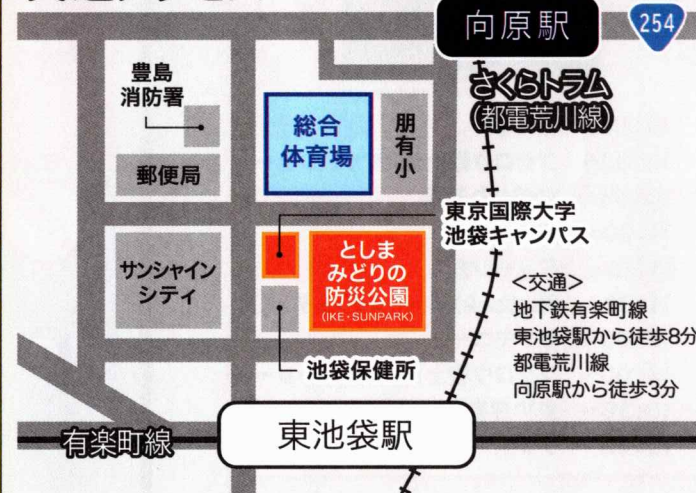 向原駅
254
さくらトラム
(都電荒川線)
豊島
消防署
郵便局
総合
体育場
朋有小
東京国際大学
池袋キャンパス
サンシャイン
シティ
としま
みどりの
防災公園
(IKE・SUNPARK)
池袋保健所
<交通>
地下鉄有楽町線
東池袋駅から徒歩8分
都電荒川線
向原駅から徒歩3分
有楽町線
東池袋駅